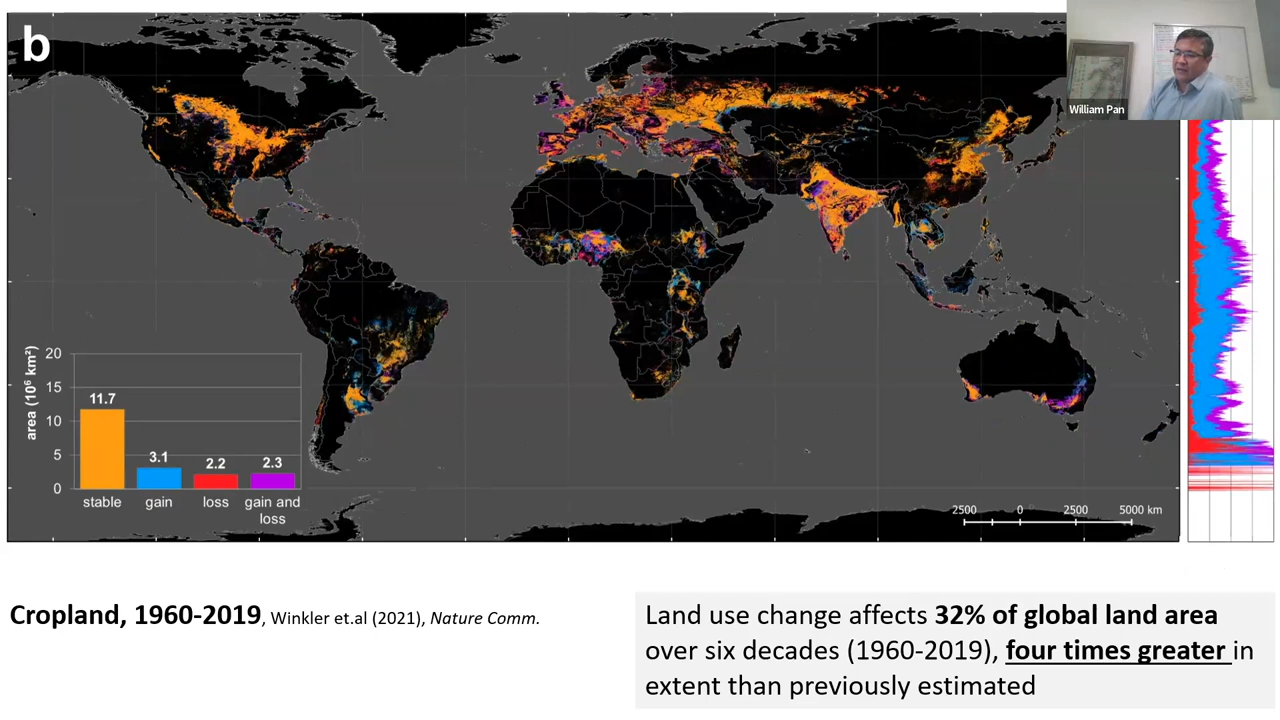 b
William Pan
area (10⁶ km²)
20
15
10
5
0
11.7
3.1
2.2
2.3
stable
gain
loss
gain and
loss
2500
0
2500
5000 km
Cropland, 1960-2019, Winkler et.al (2021), Nature Comm.
Land use change affects 32% of global land area
over six decades (1960-2019), four times greater in
extent than previously estimated